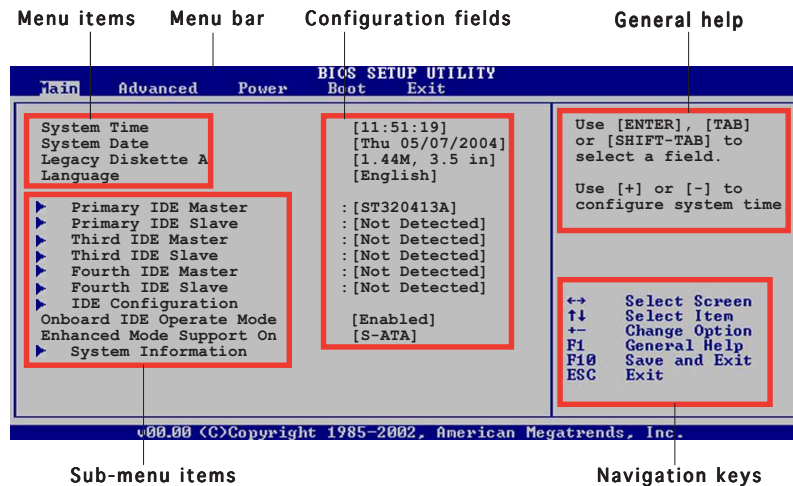 Menu items Menu bar Configuration fields General help
BIOS SETUP UTILITY
Main Advanced Power Boot Exit
System Time [11:51:19]
System Date [Thu 05/07/2004]
Legacy Diskette A [1.44M, 3.5 in]
Language [English]
Primary IDE Master :[ST320413A]
Primary IDE Slave :[Not Detected]
Third IDE Master :[Not Detected]
Third IDE Slave :[Not Detected]
Fourth IDE Master :[Not Detected]
Fourth IDE Slave :[Not Detected]
IDE Configuration
Onboard IDE Operate Mode [Enabled]
Enhanced Mode Support On [S-ATA]
System Information
Use [ENTER], [TAB]
or [SHIFT-TAB] to
select a field.
Use [+] or [-] to
configure system time
↔ Select Screen
↑↓ Select Item
+- Change Option
F1 General Help
F10 Save and Exit
ESC Exit
v00.00 (C)Copyright 1985-2002, American Megatrends, Inc.
Sub-menu items Navigation keys